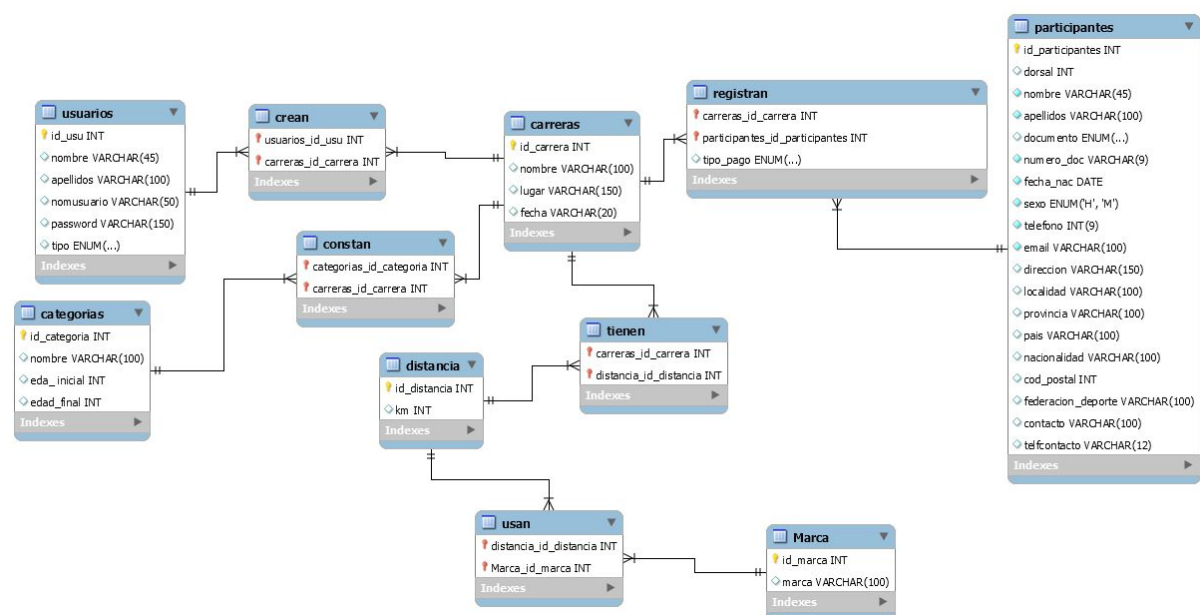 usuarios
id_usu INT
nombre VARCHAR(45)
apellidos VARCHAR(100)
nomusuario VARCHAR(50)
password VARCHAR(150)
tipo ENUM(...)
Indexes
crean
usuarios_id_usu INT
carreras_id_carrera INT
Indexes
carreras
id_carrera INT
nombre VARCHAR(100)
lugar VARCHAR(150)
fecha VARCHAR(20)
Indexes
registran
carreras_id_carrera INT
participantes_id_participantes INT
tipo_pago ENUM(...)
Indexes
participantes
id_participantes INT
dorsal INT
nombre VARCHAR(45)
apellidos VARCHAR(100)
documento ENUM(...)
numero_doc VARCHAR(9)
fecha_nac DATE
sexo ENUM('H', 'M')
telefono INT(9)
email VARCHAR(100)
direccion VARCHAR(150)
localidad VARCHAR(100)
provincia VARCHAR(100)
pais VARCHAR(100)
nacionalidad VARCHAR(100)
cod_postal INT
federacion_deporte VARCHAR(100)
contacto VARCHAR(100)
telfcontacto VARCHAR(12)
Indexes
constan
categorias_id_categoria INT
carreras_id_carrera INT
Indexes
categorias
id_categoria INT
nombre VARCHAR(100)
eda_ inicial INT
edad_final INT
Indexes
tienen
carreras_id_carrera INT
distancia_id_distancia INT
Indexes
distancia
id_distancia INT
km INT
Indexes
usan
distancia_id_distancia INT
Marca_id_marca INT
Indexes
Marca
id_marca INT
marca VARCHAR(100)
Indexes